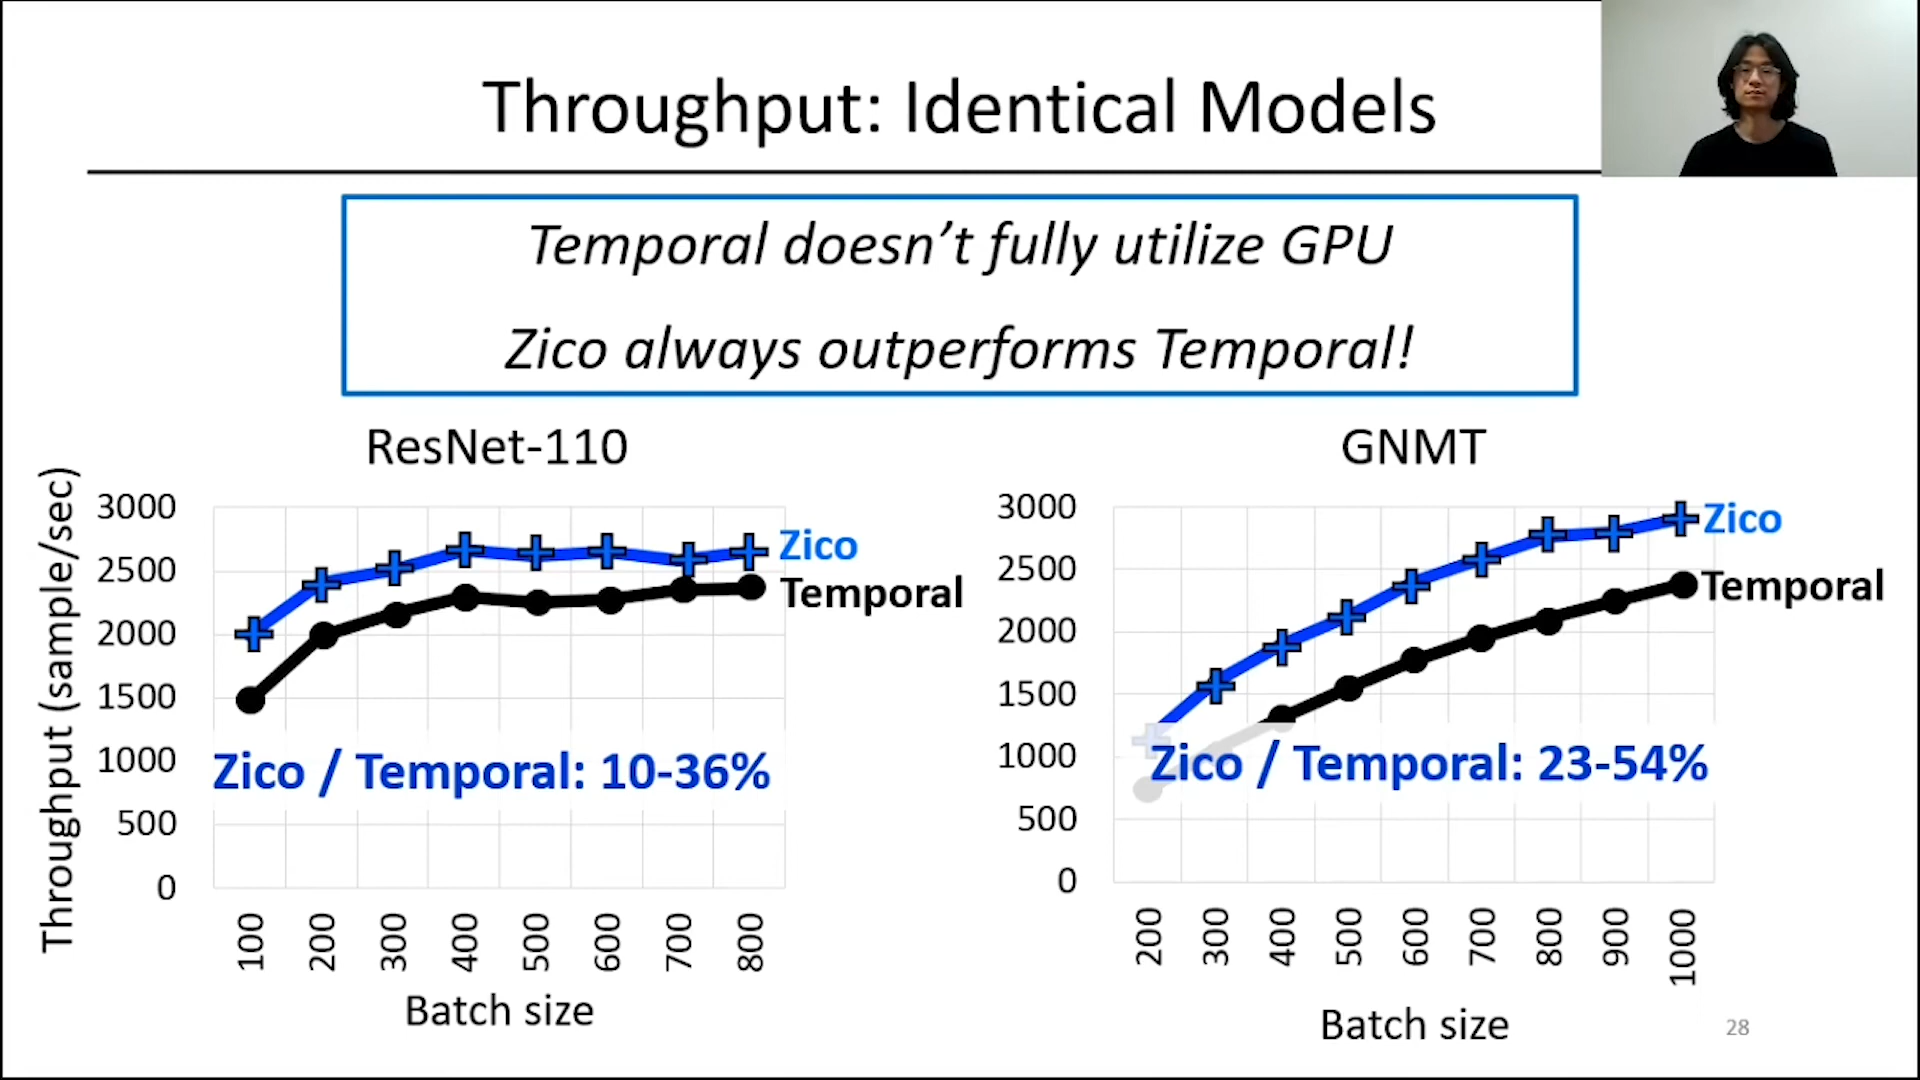 Throughput: Identical Models
Temporal doesn't fully utilize GPU
Zico always outperforms Temporal!
ResNet-110
Throughput (sample/sec)
3000
2500
2000
1500
1000
500
0
Zico
Temporal
Zico / Temporal: 10-36%
100
200
300
400
500
600
700
800
Batch size
GNMT
3000
2500
2000
1500
1000
500
0
Zico
Temporal
Zico / Temporal: 23-54%
200
300
400
500
600
700
800
900
1000
Batch size
28